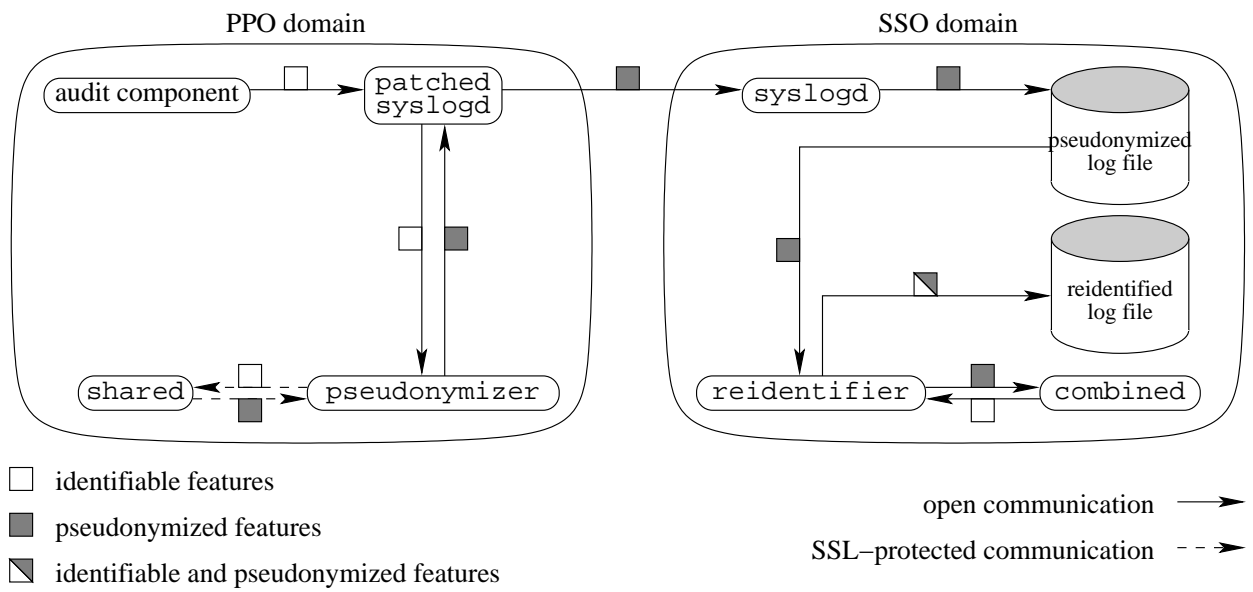 PPO domain
SSO domain
audit component
patched
syslogd
syslogd
pseudonymized
log file
reidentified
log file
shared
pseudonymizer
reidentifier
combined
identifiable features
pseudonymized features
identifiable and pseudonymized features
open communication
SSL−protected communication